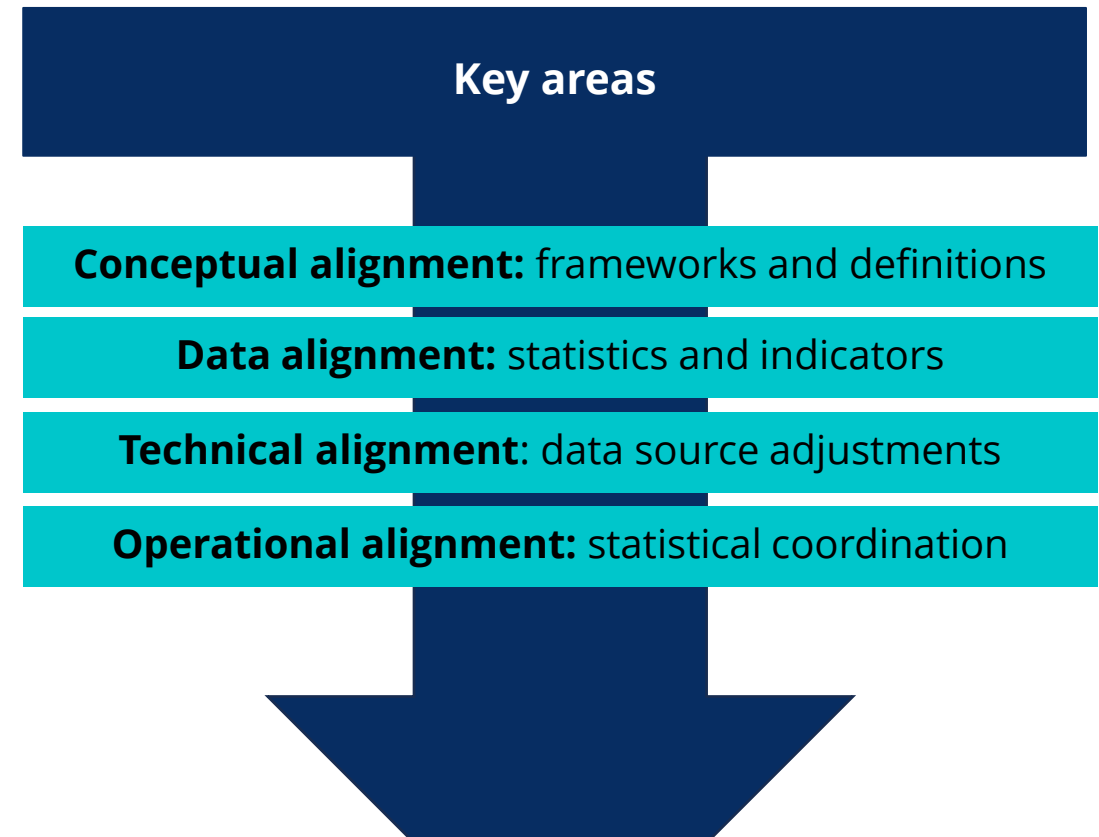 Key areas
Conceptual alignment: frameworks and definitions
Data alignment: statistics and indicators
Technical alignment: data source adjustments
Operational alignment: statistical coordination